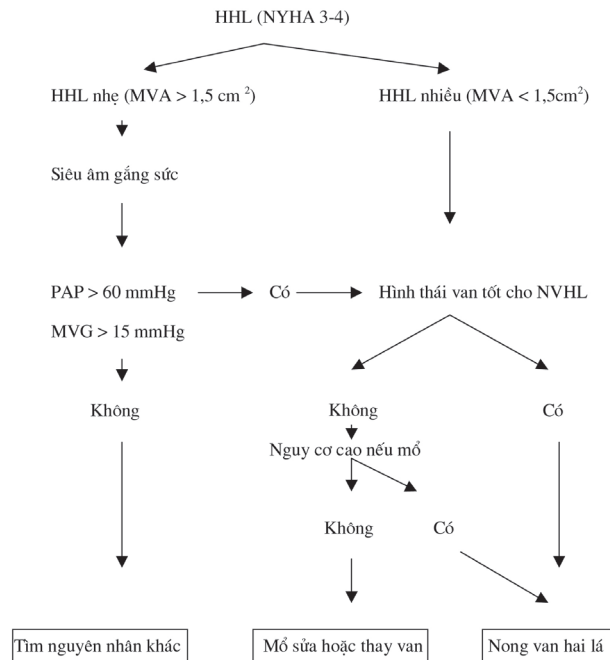 HHL (NYHA 3-4)
HHL nhẹ (MVA > 1,5 cm ²)
HHL nhiều (MVA < 1,5cm²)
Siêu âm gắng sức
PAP > 60 mmHg
Có
Hình thái van tốt cho NVHL
MVG > 15 mmHg
Không
Không
Có
Nguy cơ cao nếu mổ
Không
Có
Tìm nguyên nhân khác
Mổ sửa hoặc thay van
Nong van hai lá